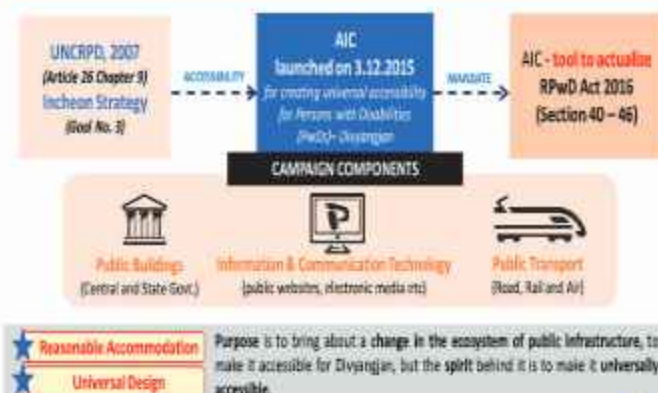 UNCRPD, 2007
(Article 26 Chapter 9)
Incheon Strategy
(Goal No. 3)
ACCESSIBILITY
AIC
launched on 3.12.2015
for creating universal accessibility
for Persons with Disabilities
(PwDs)- Divyangjan
MANDATE
AIC - tool to actualise
RPwD Act 2016
(Section 40 – 46)
CAMPAIGN COMPONENTS
Public Buildings
(Central and State Govt.)
Information & Communication Technology
(public websites, electronic media etc)
Public Transport
(Road, Rail and Air)
Reasonable Accommodation
Universal Design
Purpose is to bring about a change in the ecosystem of public infrastructure, to
make it accessible for Divyangjan, but the spirit behind it is to make it universally
accessible.